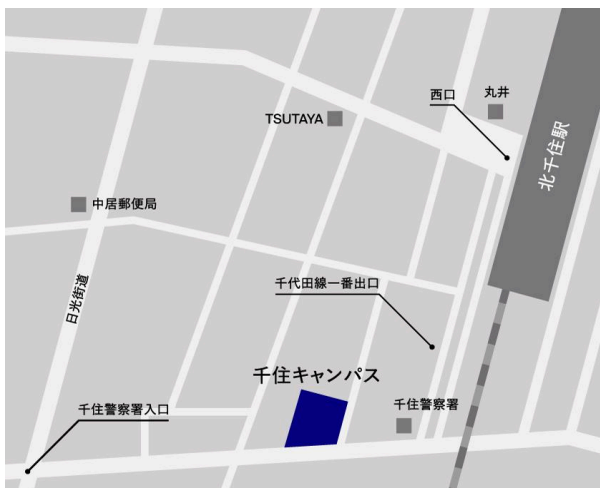 西口
丸井
TSUTAYA
北千住駅
中居郵便局
日光街道
千代田線一番出口
千住キャンパス
千住警察署
千住警察署入口